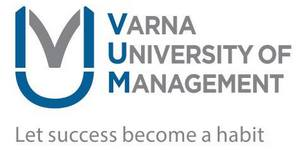 VARNA
UNIVERSITY OF
MANAGEMENT
Let success become a habit